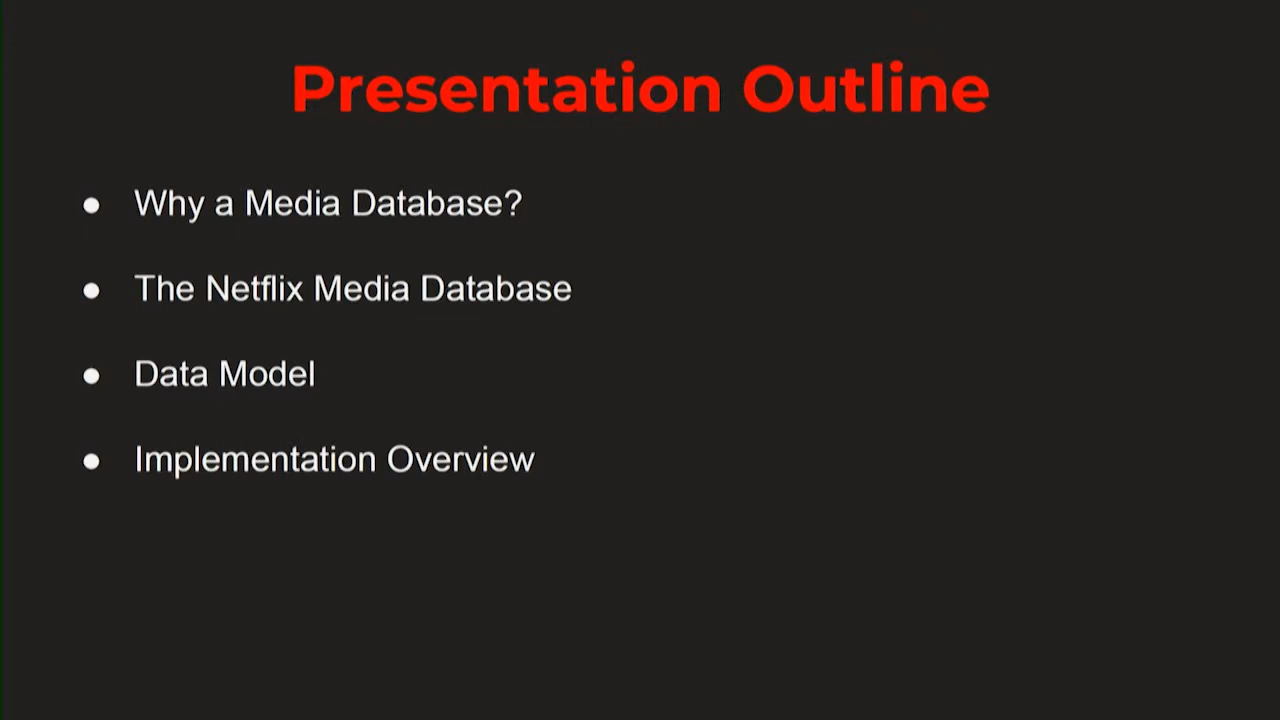 Presentation Outline
● Why a Media Database?
● The Netflix Media Database
● Data Model
● Implementation Overview